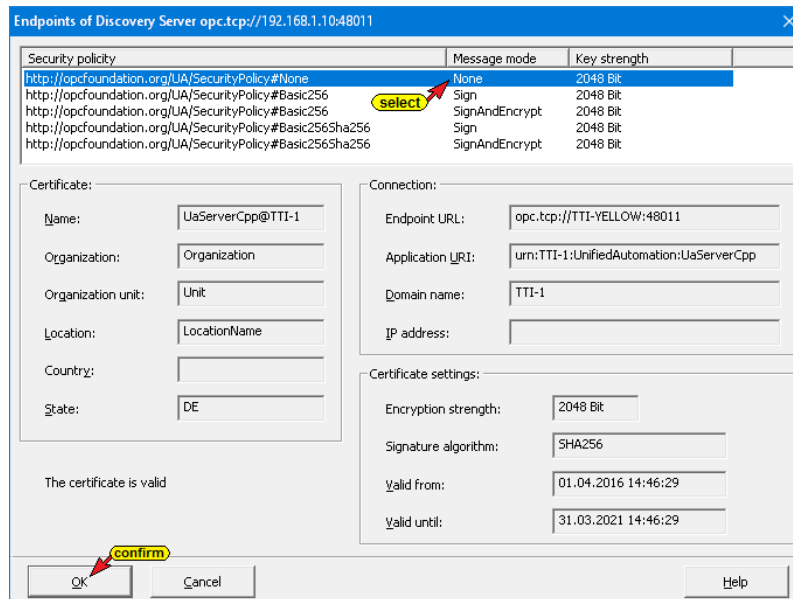 Endpoints of Discovery Server opc.tcp://192.168.1.10:48011
Security policity Message mode Key strength
http://opcfoundation.org/UA/SecurityPolicy#None None 2048 Bit
http://opcfoundation.org/UA/SecurityPolicy#Basic256 Sign 2048 Bit
select
http://opcfoundation.org/UA/SecurityPolicy#Basic256 SignAndEncrypt 2048 Bit
http://opcfoundation.org/UA/SecurityPolicy#Basic256Sha256 Sign 2048 Bit
http://opcfoundation.org/UA/SecurityPolicy#Basic256Sha256 SignAndEncrypt 2048 Bit
Certificate:
Name: UaServerCpp@TTI-1
Organization: Organization
Organization unit: Unit
Location: LocationName
Country:
State: DE
The certificate is valid
Connection:
Endpoint URL: opc.tcp://TTI-YELLOW:48011
Application URI: urn:TTI-1:UnifiedAutomation:UaServerCpp
Domain name: TTI-1
IP address:
Certificate settings:
Encryption strength: 2048 Bit
Signature algorithm: SHA256
Valid from: 01.04.2016 14:46:29
Valid until: 31.03.2021 14:46:29
confirm
OK Cancel Help